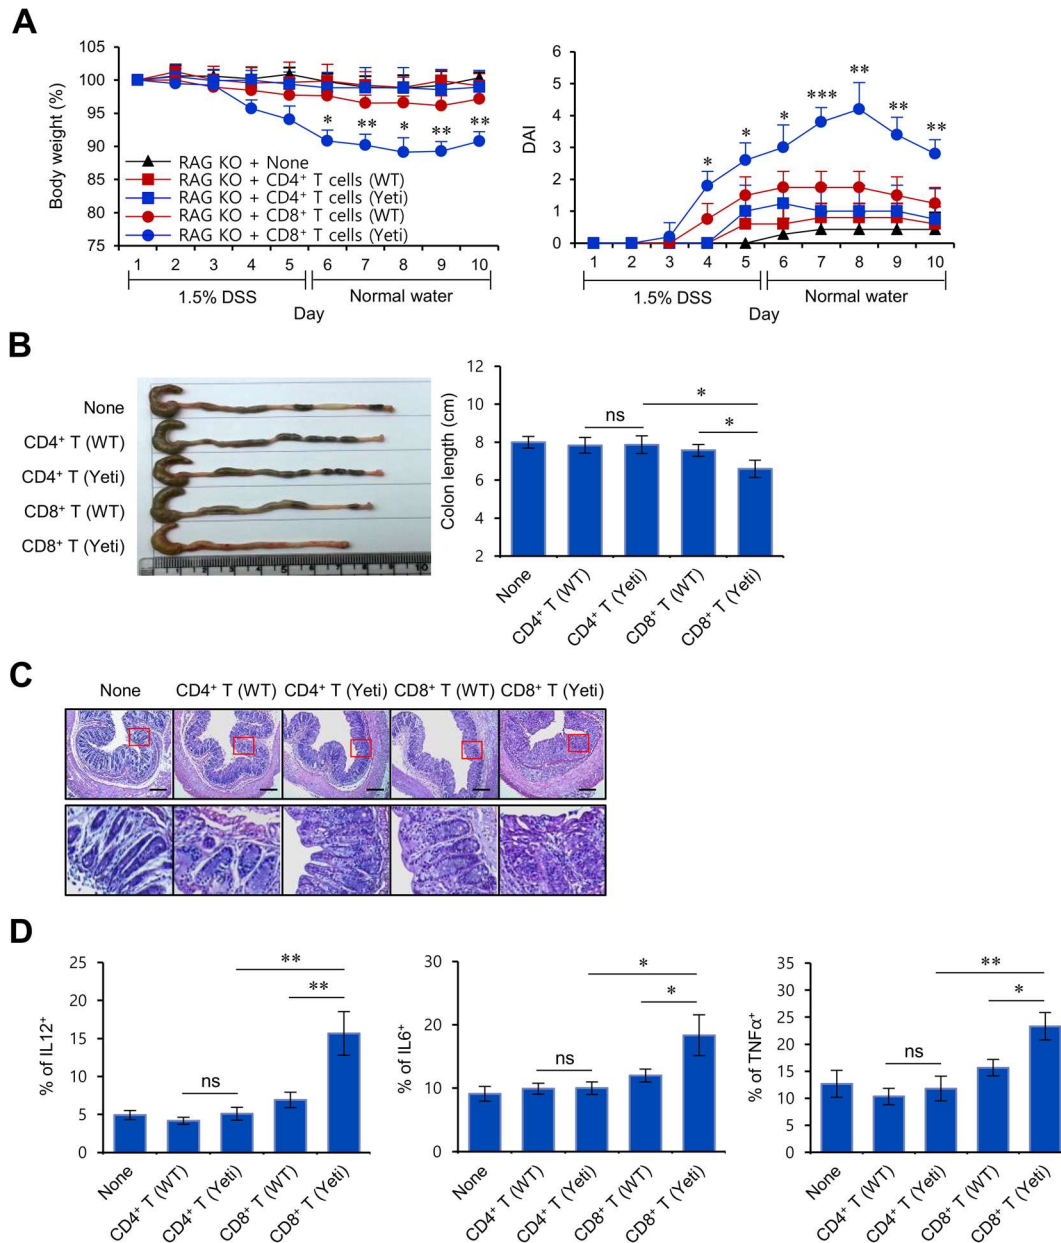 A
105
100
95
90
85
80
75
Body weight (%)
* ** * ** **
RAG KO + None
RAG KO + CD4⁺ T cells (WT)
RAG KO + CD4⁺ T cells (Yeti)
RAG KO + CD8⁺ T cells (WT)
RAG KO + CD8⁺ T cells (Yeti)
1 2 3 4 5 6 7 8 9 10
1.5% DSS Normal water
Day
6
5
4
3
2
1
0
DAI
* * * *** ** ** **
1 2 3 4 5 6 7 8 9 10
1.5% DSS Normal water
Day
B
None
CD4⁺ T (WT)
CD4⁺ T (Yeti)
CD8⁺ T (WT)
CD8⁺ T (Yeti)
12
10
8
6
4
2
Colon length (cm)
*
ns *
None
CD4⁺ T (WT)
CD4⁺ T (Yeti)
CD8⁺ T (WT)
CD8⁺ T (Yeti)
C
None CD4⁺ T (WT) CD4⁺ T (Yeti) CD8⁺ T (WT) CD8⁺ T (Yeti)
D
25
20
15
10
5
0
% of IL12⁺
**
**
ns
None
CD4⁺ T (WT)
CD4⁺ T (Yeti)
CD8⁺ T (WT)
CD8⁺ T (Yeti)
30
20
10
0
% of IL6⁺
*
*
ns
None
CD4⁺ T (WT)
CD4⁺ T (Yeti)
CD8⁺ T (WT)
CD8⁺ T (Yeti)
35
30
25
20
15
10
5
0
% of TNFα⁺
**
*
ns
None
CD4⁺ T (WT)
CD4⁺ T (Yeti)
CD8⁺ T (WT)
CD8⁺ T (Yeti)